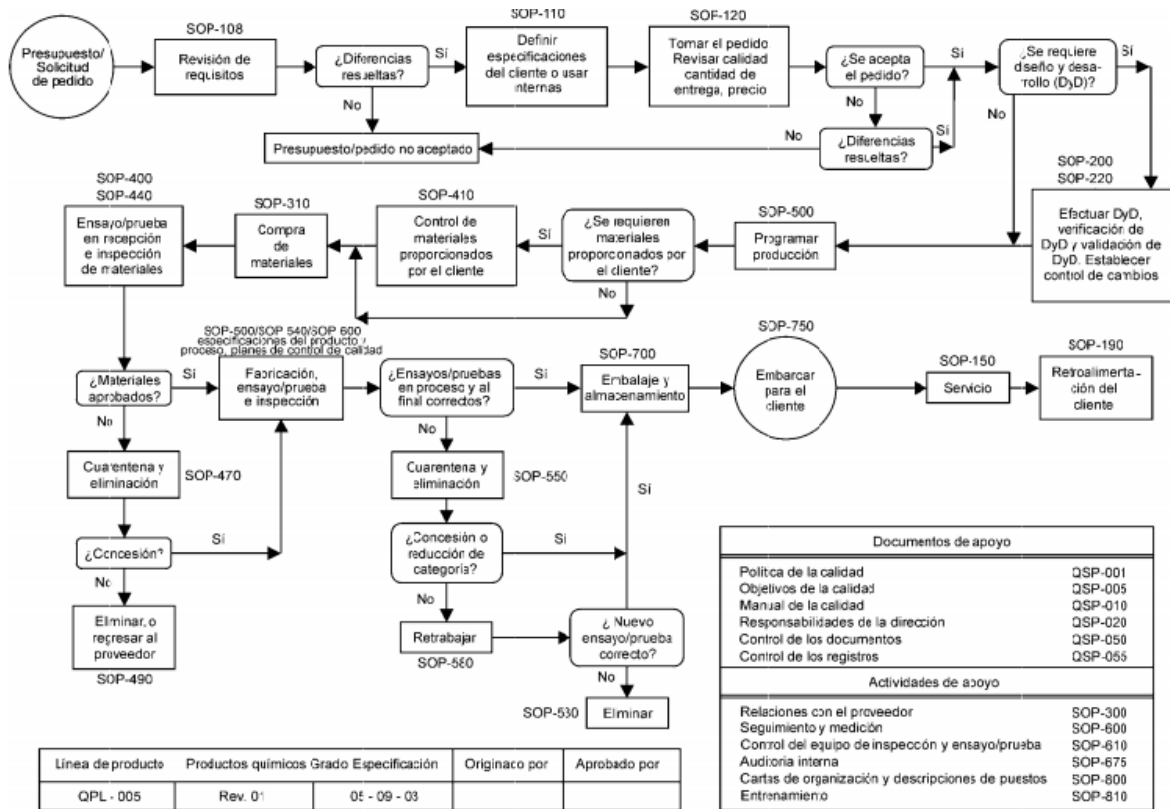 Presupuesto/
Solicitud
de pedido
SOP-108
Revisión de
requisitos
¿Diferencias
resueltas?
Sí
No
SOP-110
Definir
especificaciones
del cliente o usar
internas
SOP-120
Tomar el pedido
Revisar calidad
cantidad de
entrega, precio
¿Se acepta
el pedido?
Sí
No
¿Se requiere
diseño y desa-
rrollo (DyD)?
Sí
No
Presupuesto/pedido no aceptado
No
¿Diferencias
resueltas?
Sí
SOP-200
SOP-220
Efectuar DyD,
verificación de
DyD y validación de
DyD. Establecer
control de cambios
SOP-500
Programar
producción
¿Se requieren
materiales
proporcionados por
el cliente?
Sí
No
SOP-410
Control de
materiales
proporcionados
por el cliente
SOP-310
Compra
de
materiales
SOP-400
SOP-440
Ensayo/prueba
en recepción
e inspección
de materiales
¿Materiales
aprobados?
Sí
No
SOP-500/SOP 540/SOP 600
especificaciones del producto /
proceso, planes de control de calidad
Fabricación,
ensayo/prueba
e inspección
¿Ensayos/pruebas
en proceso y al
final correctos?
Sí
No
SOP-700
Embalaje y
almacenamiento
SOP-750
Embarcar
para el
cliente
SOP-150
Servicio
SOP-190
Retroalimenta-
ción del
cliente
Cuarentena y
eliminación
SOP-470
¿Concesión?
Sí
No
Eliminar, o
regresar al
proveedor
SOP-490
Cuarentena y
eliminación
SOP-550
¿Concesión o
reducción de
categoría?
Sí
No
Sí
Retrabajar
SOP-580
¿Nuevo
ensayo/prueba
correcto?
No
SOP-530
Eliminar
Documentos de apoyo
Política de la calidad QSP-001
Objetivos de la calidad QSP-005
Manual de la calidad QSP-010
Responsabilidades de la dirección QSP-020
Control de los documentos QSP-050
Control de los registros QSP-055
Actividades de apoyo
Relaciones con el proveedor SOP-300
Seguimiento y medición SOP-600
Control del equipo de inspeccón y ensayo/prueba SOP-610
Auditoria interna SOP-675
Cartas de organización y descripciones de puestos SOP-800
Entrenamiento SOP-810
Línea de producto Productos químicos Grado Especificación Originaco por Aprobado por
QPL - 005 Rev. 01 05 - 09 - 03